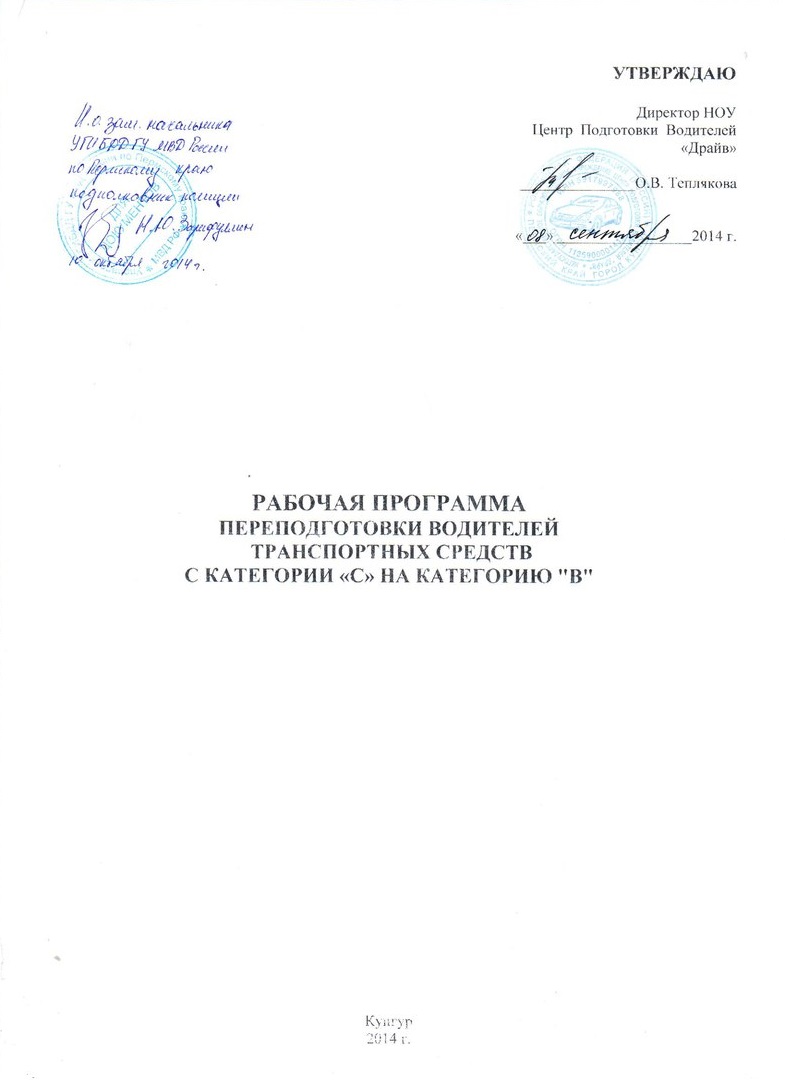 УТВЕРЖДАЮ
Директор НОУ
Центр Подготовки Водителей
«Драйв»
О.В. Теплякова
«08» сентября 2014 г.
И.о зам. начальника
УГИБДД ГУ МВД России
по Пермскому краю
подполковник полиции
Н.Ю. Зарифуллин
10 октября 2014 г.
РАБОЧАЯ ПРОГРАММА
ПЕРЕПОДГОТОВКИ ВОДИТЕЛЕЙ
ТРАНСПОРТНЫХ СРЕДСТВ
С КАТЕГОРИИ «С» НА КАТЕГОРИЮ "В"
Кунгур
2014 г.